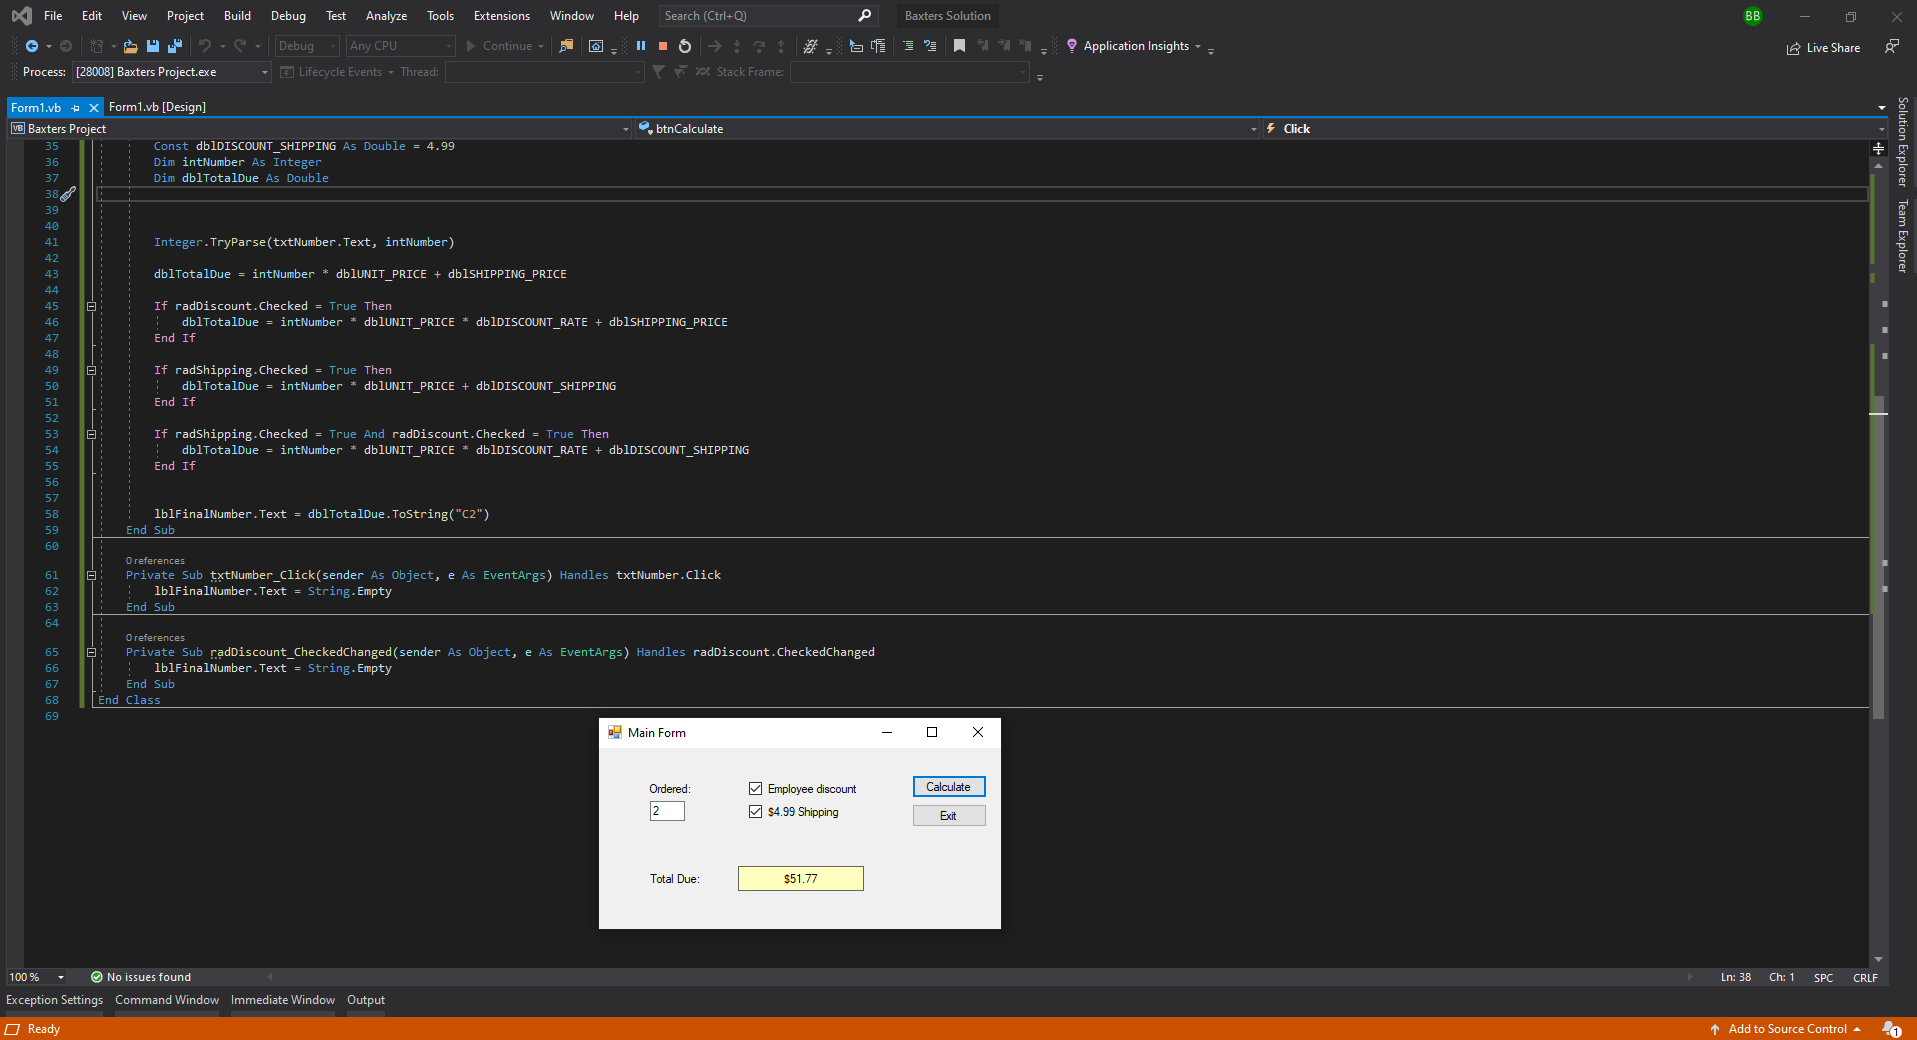 File Edit View Project Build Debug Test Analyze Tools Extensions Window Help Search (Ctrl+Q) Baxters Solution BB
Debug Any CPU Continue Application Insights Live Share
Process: [28008] Baxters Project.exe Lifecycle Events Thread: Stack Frame:
Form1.vb Form1.vb [Design]
VB Baxters Project btnCalculate Click
Solution Explorer
Team Explorer
35 Const dblDISCOUNT_SHIPPING As Double = 4.99
36 Dim intNumber As Integer
37 Dim dblTotalDue As Double
38
39
40
41 Integer.TryParse(txtNumber.Text, intNumber)
42
43 dblTotalDue = intNumber * dblUNIT_PRICE + dblSHIPPING_PRICE
44
45 If radDiscount.Checked = True Then
46 dblTotalDue = intNumber * dblUNIT_PRICE * dblDISCOUNT_RATE + dblSHIPPING_PRICE
47 End If
48
49 If radShipping.Checked = True Then
50 dblTotalDue = intNumber * dblUNIT_PRICE + dblDISCOUNT_SHIPPING
51 End If
52
53 If radShipping.Checked = True And radDiscount.Checked = True Then
54 dblTotalDue = intNumber * dblUNIT_PRICE * dblDISCOUNT_RATE + dblDISCOUNT_SHIPPING
55 End If
56
57
58 lblFinalNumber.Text = dblTotalDue.ToString("C2")
59 End Sub
60
0 references
61 Private Sub txtNumber_Click(sender As Object, e As EventArgs) Handles txtNumber.Click
62 lblFinalNumber.Text = String.Empty
63 End Sub
64
0 references
65 Private Sub radDiscount_CheckedChanged(sender As Object, e As EventArgs) Handles radDiscount.CheckedChanged
66 lblFinalNumber.Text = String.Empty
67 End Sub
68 End Class
69
Main Form
Ordered: Employee discount Calculate
2 $4.99 Shipping Exit
Total Due: $51.77
100 % No issues found Ln: 38 Ch: 1 SPC CRLF
Exception Settings Command Window Immediate Window Output
Ready Add to Source Control 1